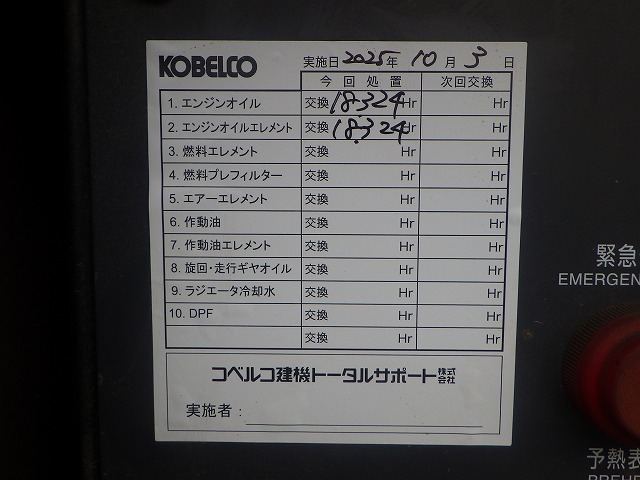 KOBELCO 実施日 2025年 10月 3日
今回処置 次回交換
1. エンジンオイル 交換 18324 Hr Hr
2. エンジンオイルエレメント 交換 18324 Hr Hr
3. 燃料エレメント 交換 Hr Hr
4. 燃料プレフィルター 交換 Hr Hr
5. エアーエレメント 交換 Hr Hr
6. 作動油 交換 Hr Hr
7. 作動油エレメント 交換 Hr Hr
8. 旋回・走行ギヤオイル 交換 Hr Hr
9. ラジエータ冷却水 交換 Hr Hr
10. DPF 交換 Hr Hr
交換 Hr Hr
コベルコ建機トータルサポート株式会社
実施者：
緊急
EMERGEN
予熱表
PREHE